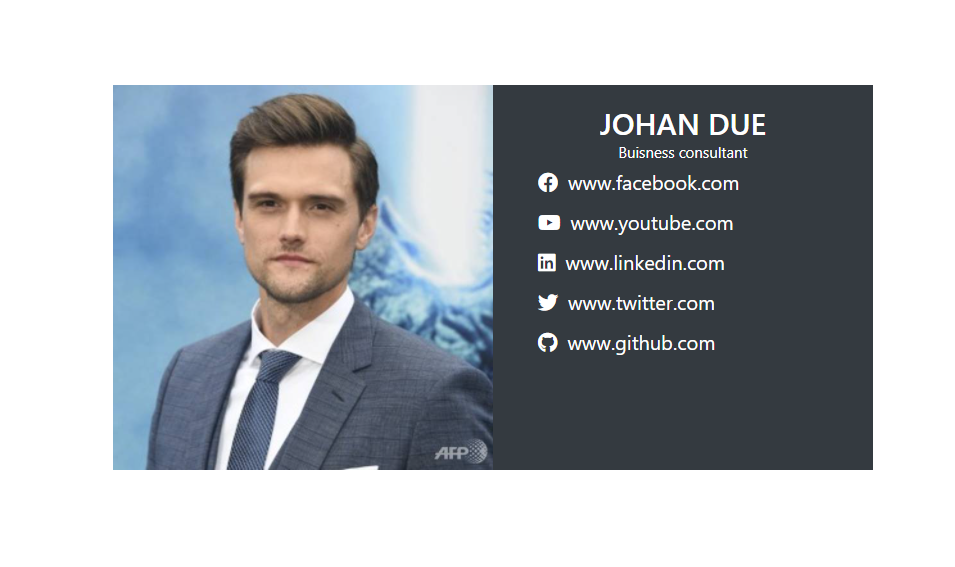 JOHAN DUE
Buisness consultant
www.facebook.com
www.youtube.com
www.linkedin.com
www.twitter.com
www.github.com
AFP